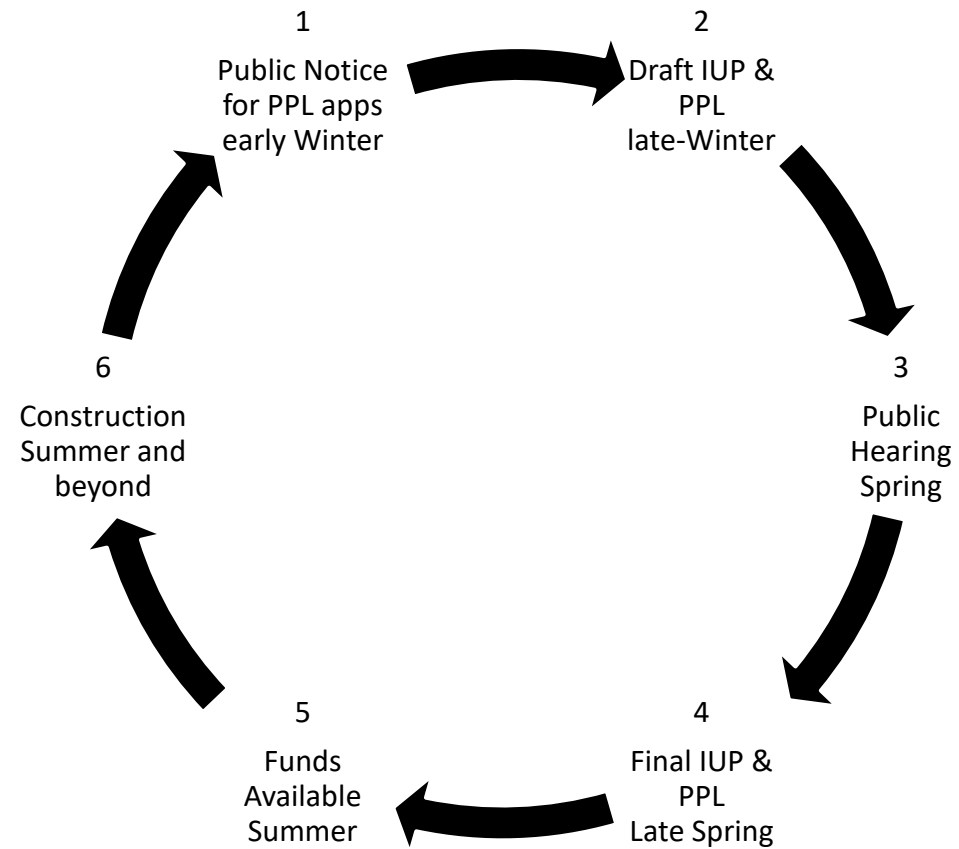 1
Public Notice
for PPL apps
early Winter
2
Draft IUP &
PPL
late-Winter
3
Public
Hearing
Spring
4
Final IUP &
PPL
Late Spring
5
Funds
Available
Summer
6
Construction
Summer and
beyond